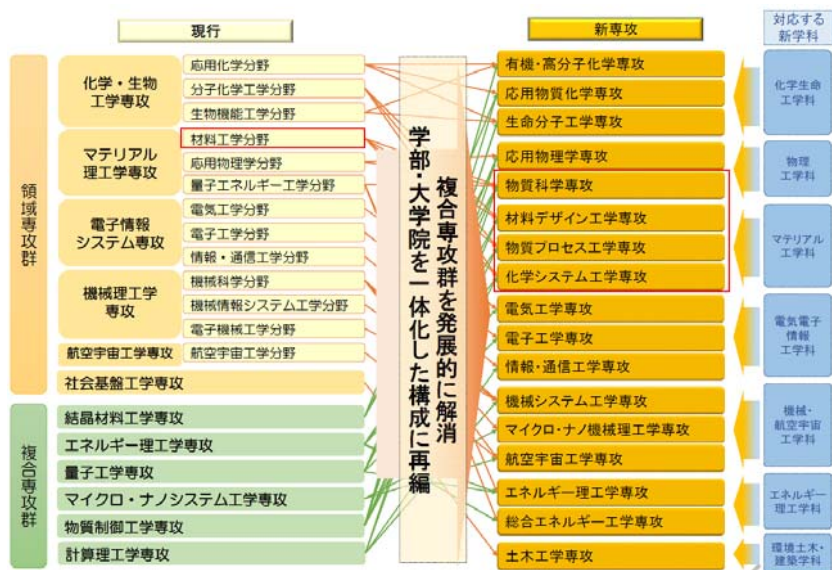 現行
新専攻
対応する
新学科
領域専攻群
化学・生物
工学専攻
応用化学分野
分子化学工学分野
生物機能工学分野
マテリアル
理工学専攻
材料工学分野
応用物理学分野
量子エネルギー工学分野
電子情報
システム専攻
電気工学分野
電子工学分野
情報・通信工学分野
機械理工学
専攻
機械科学分野
機械情報システム工学分野
電子機械工学分野
航空宇宙工学専攻
航空宇宙工学分野
社会基盤工学専攻
複合専攻群
結晶材料工学専攻
エネルギー理工学専攻
量子工学専攻
マイクロ・ナノシステム工学専攻
物質制御工学専攻
計算理工学専攻
複合専攻群を発展的に解消
学部・大学院を一体化した構成に再編
有機・高分子化学専攻
応用物質化学専攻
生命分子工学専攻
応用物理学専攻
物質科学専攻
材料デザイン工学専攻
物質プロセス工学専攻
化学システム工学専攻
電気工学専攻
電子工学専攻
情報・通信工学専攻
機械システム工学専攻
マイクロ・ナノ機械理工学専攻
航空宇宙工学専攻
エネルギー理工学専攻
総合エネルギー工学専攻
土木工学専攻
化学生命
工学科
物理
工学科
マテリアル
工学科
電気電子
情報
工学科
機械・
航空宇宙
工学科
エネルギー
理工学科
環境土木・
建築学科